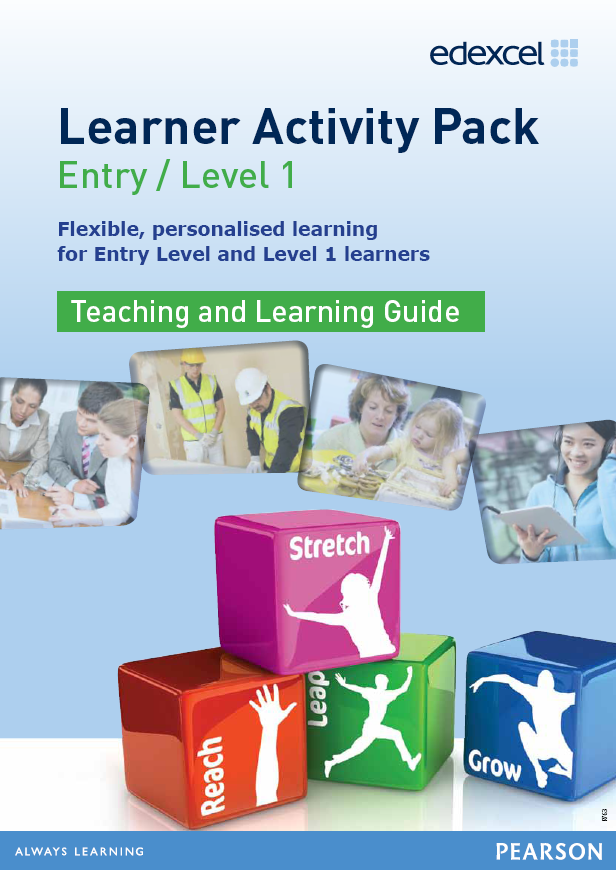 edexcel
Learner Activity Pack
Entry / Level 1
Flexible, personalised learning
for Entry Level and Level 1 learners
Teaching and Learning Guide
Stretch
Reach
Leap
Grow
ALWAYS LEARNING
PEARSON